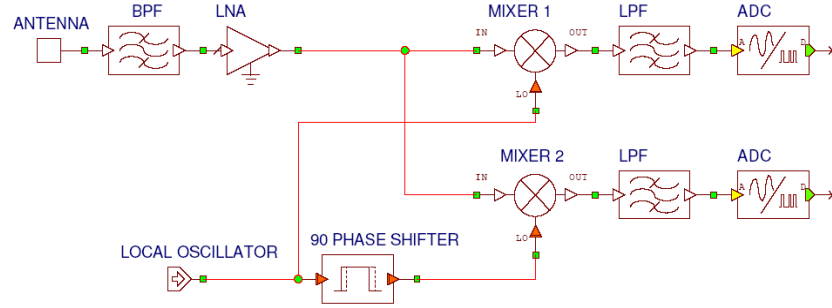 ANTENNA
BPF
LNA
MIXER 1
LPF
ADC
IN
OUT
A
D
LO
MIXER 2
LPF
ADC
IN
OUT
A
D
LO
LOCAL OSCILLATOR
90 PHASE SHIFTER